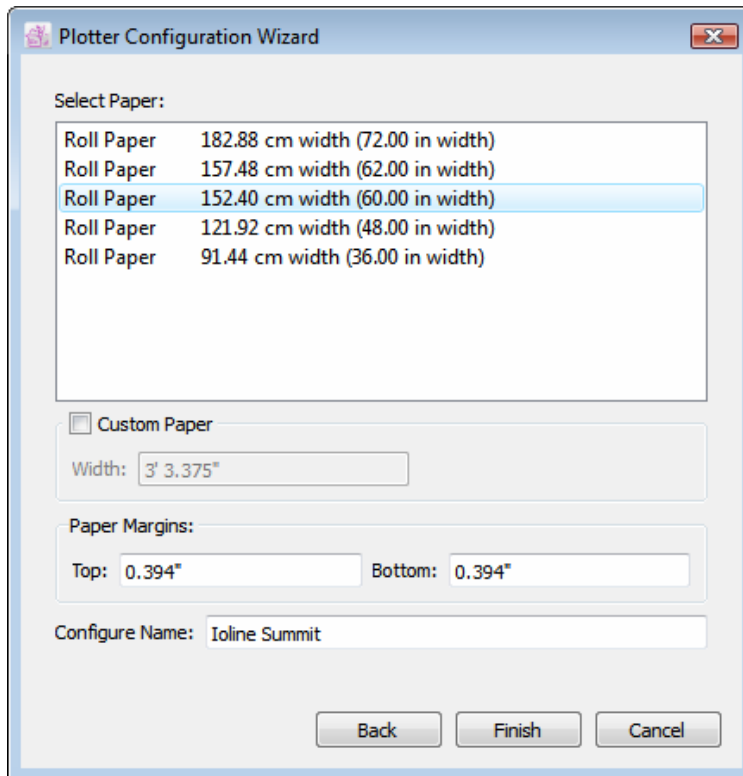 Plotter Configuration Wizard
Select Paper:
Roll Paper 182.88 cm width (72.00 in width)
Roll Paper 157.48 cm width (62.00 in width)
Roll Paper 152.40 cm width (60.00 in width)
Roll Paper 121.92 cm width (48.00 in width)
Roll Paper 91.44 cm width (36.00 in width)
Custom Paper
Width: 3' 3.375"
Paper Margins:
Top: 0.394" Bottom: 0.394"
Configure Name: Ioline Summit
Back Finish Cancel